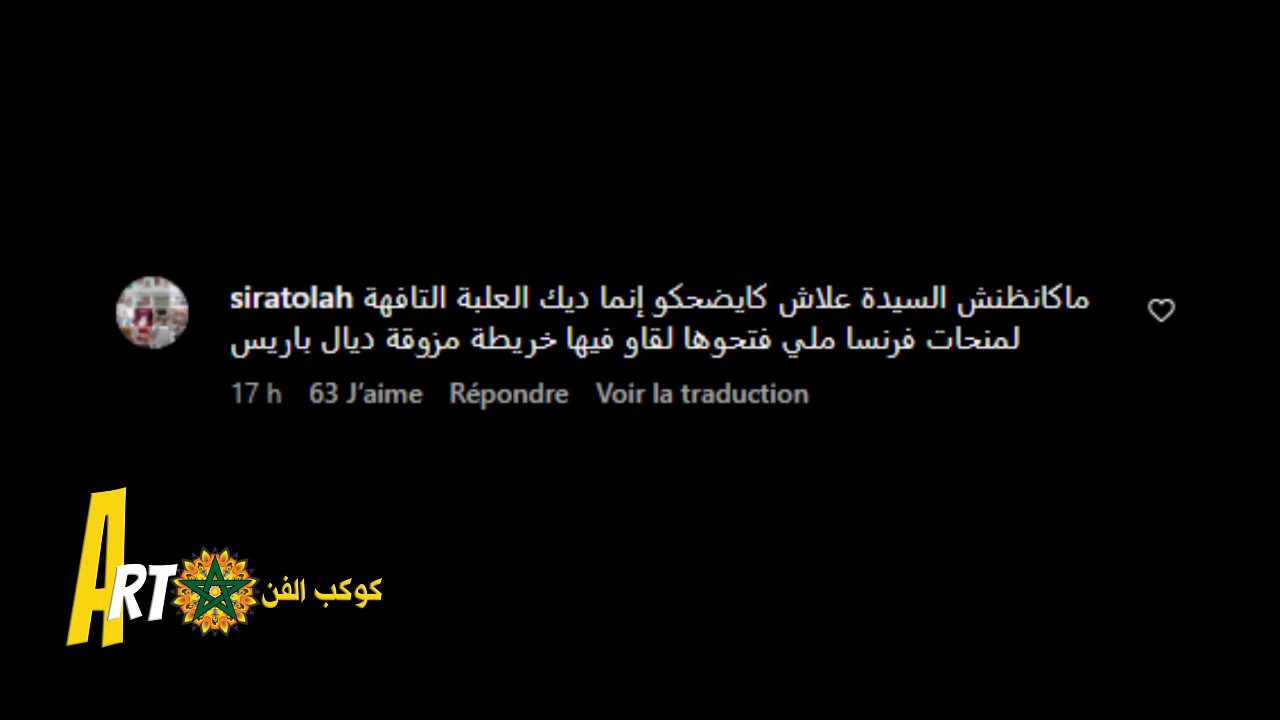 siratolah ماكانظنش السيدة علاش كايضحكو إنما ديك العلبة التافهة
لمنحات فرنسا ملي فتحوها لقاو فيها خريطة مزوقة ديال باريس
17 h 63 J’aime Répondre Voir la traduction
ART كوكب الفن